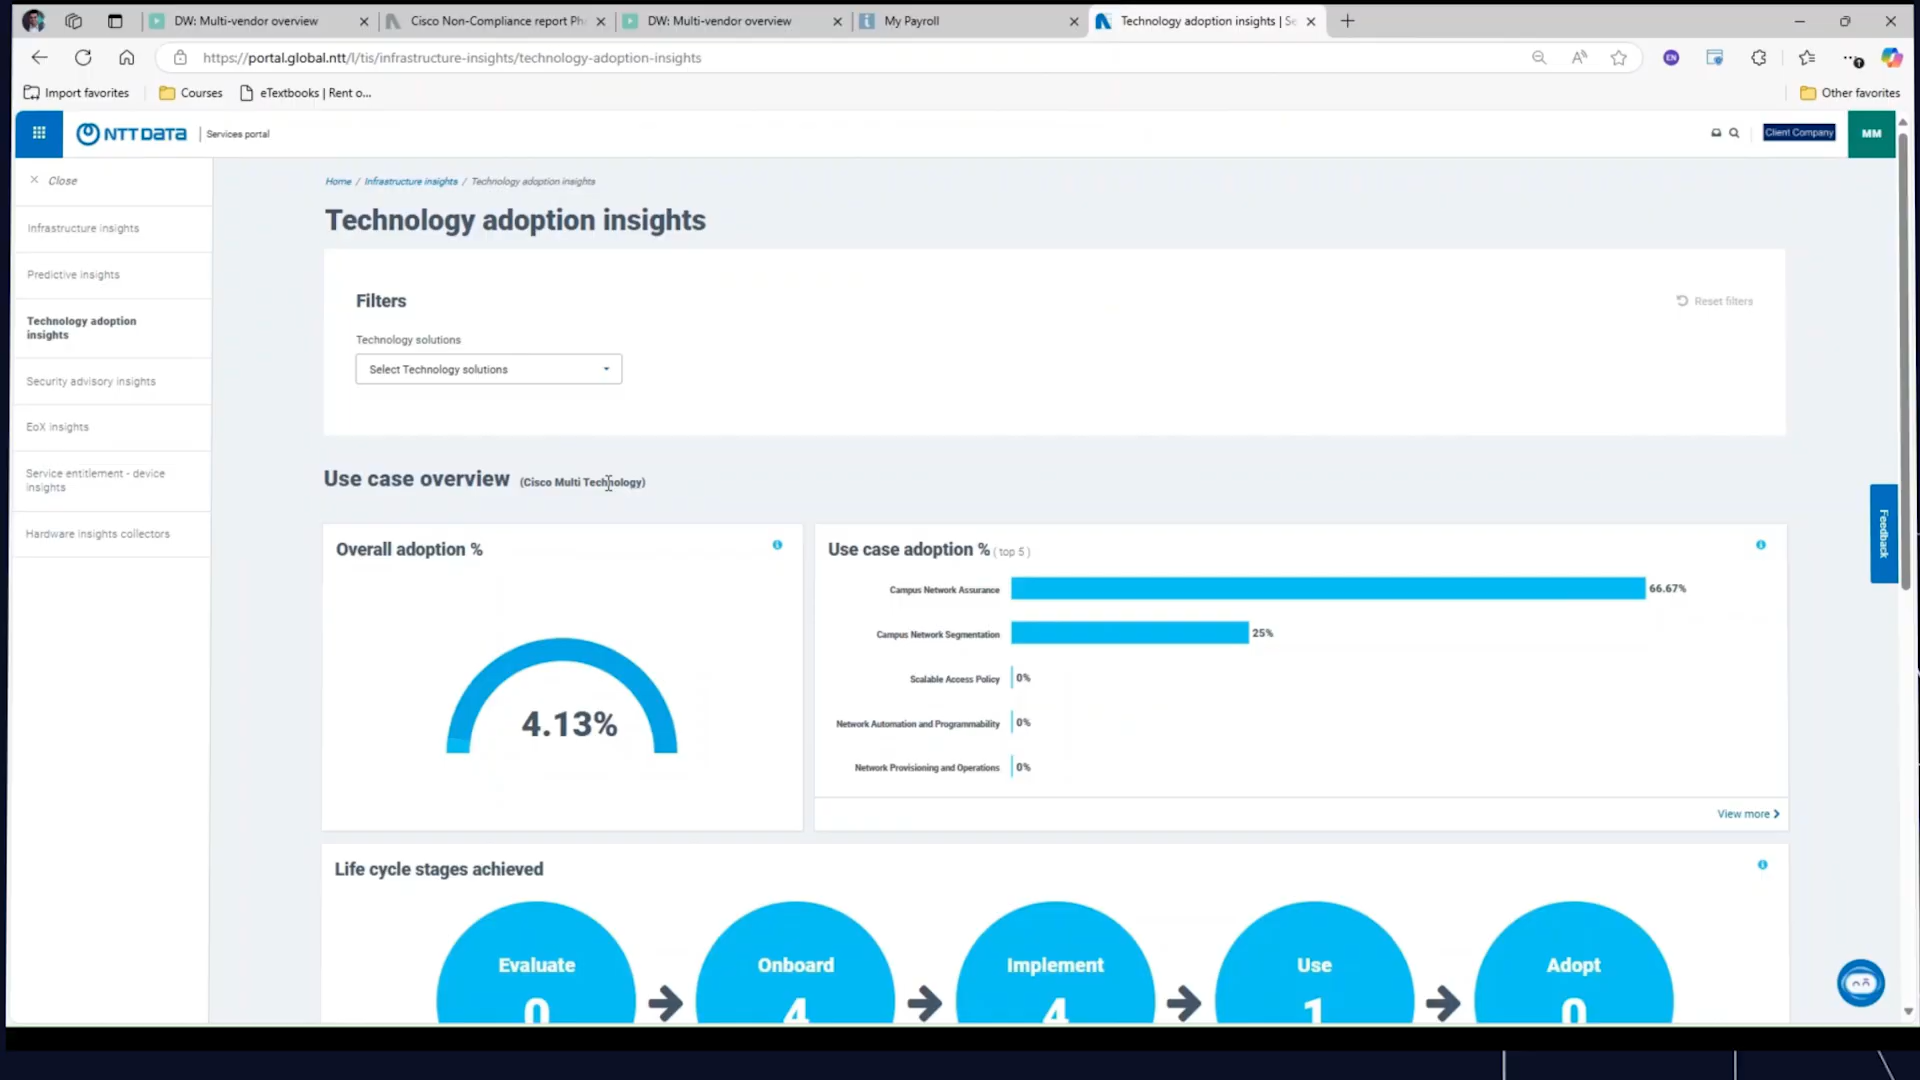 DW: Multi-vendor overview
Cisco Non-Compliance report Ph
DW: Multi-vendor overview
My Payroll
Technology adoption insights | Se
https://portal.global.ntt/l/tis/infrastructure-insights/technology-adoption-insights
EN
Import favorites
Courses
eTextbooks | Rent o...
Other favorites
NTT DATA
Services portal
Client Company
MM
Close
Infrastructure insights
Predictive insights
Technology adoption
insights
Security advisory insights
EoX insights
Service entitlement - device
insights
Hardware insights collectors
Home / Infrastructure insights / Technology adoption insights
Technology adoption insights
Filters
Reset filters
Technology solutions
Select Technology solutions
Use case overview (Cisco Multi Technology)
Overall adoption %
4.13%
Use case adoption % ( top 5 )
Campus Network Assurance 66.67%
Campus Network Segmentation 25%
Scalable Access Policy 0%
Network Automation and Programmability 0%
Network Provisioning and Operations 0%
View more
Feedback
Life cycle stages achieved
Evaluate
0
Onboard
4
Implement
4
Use
1
Adopt
0